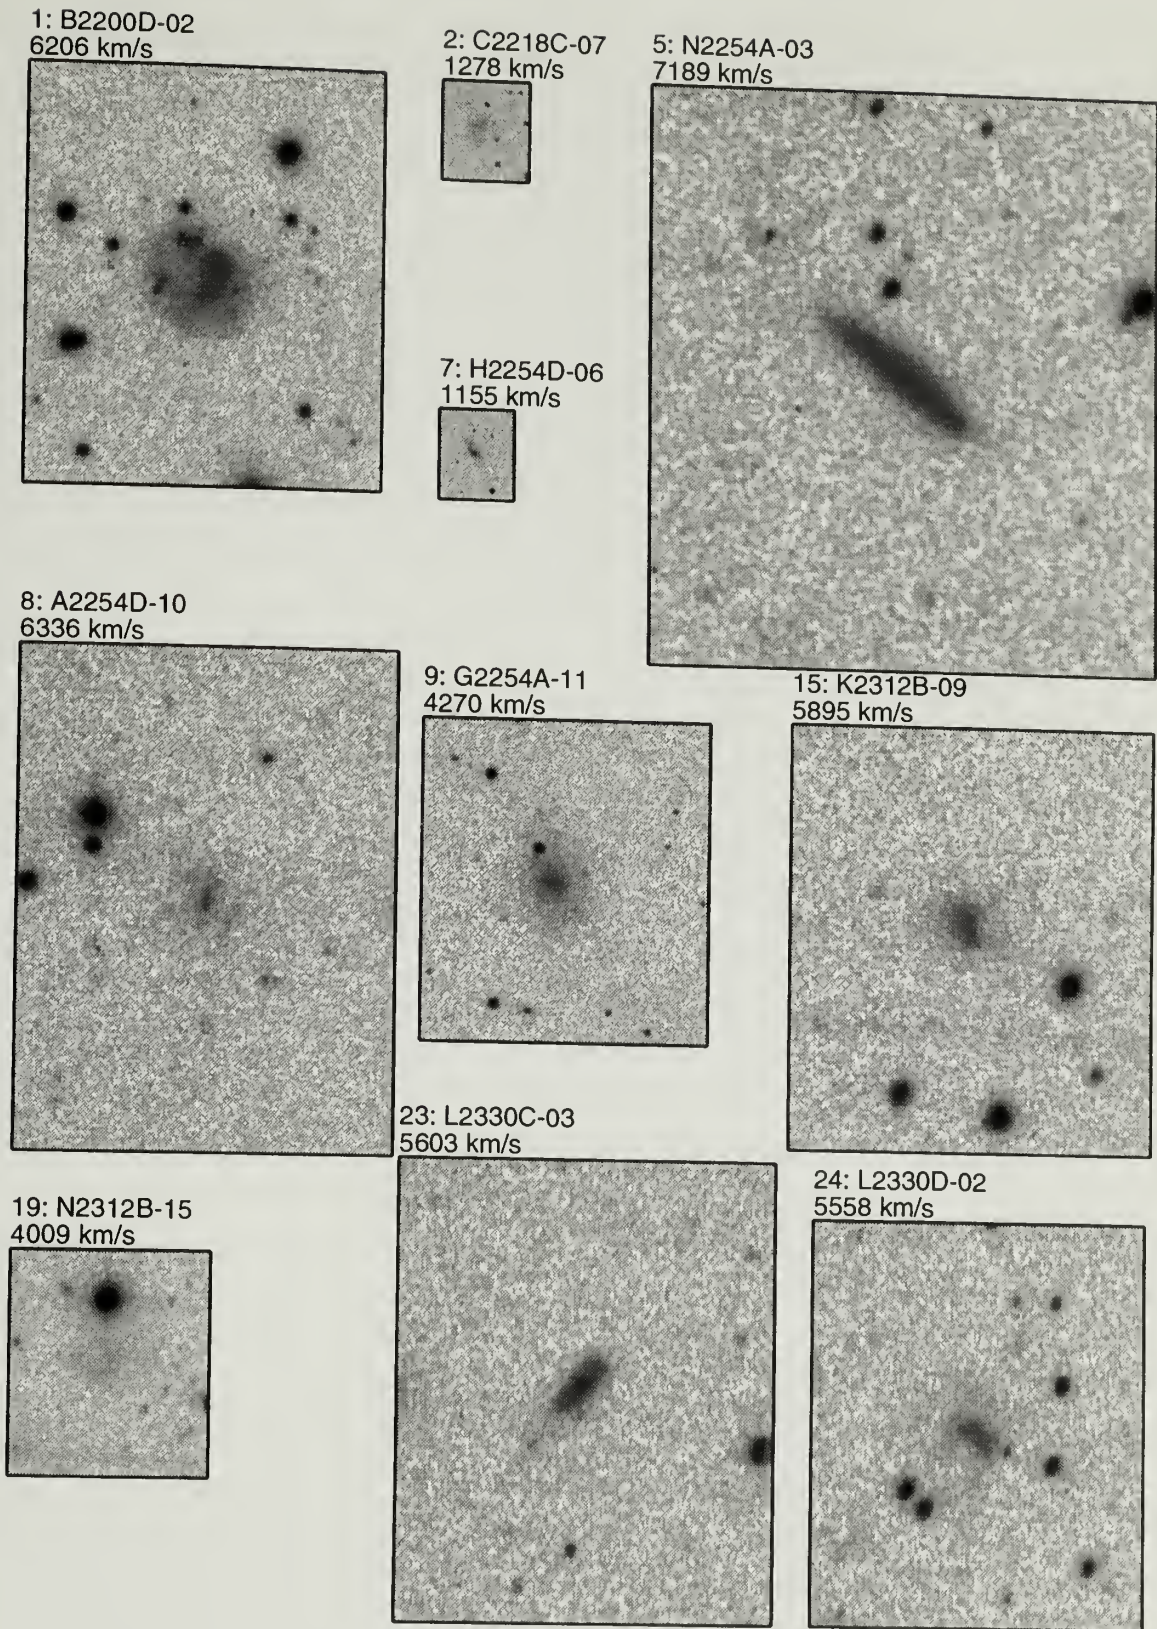 1: B2200D-02
6206 km/s
2: C2218C-07
1278 km/s
5: N2254A-03
7189 km/s
7: H2254D-06
1155 km/s
8: A2254D-10
6336 km/s
9: G2254A-11
4270 km/s
15: K2312B-09
5895 km/s
19: N2312B-15
4009 km/s
23: L2330C-03
5603 km/s
24: L2330D-02
5558 km/s